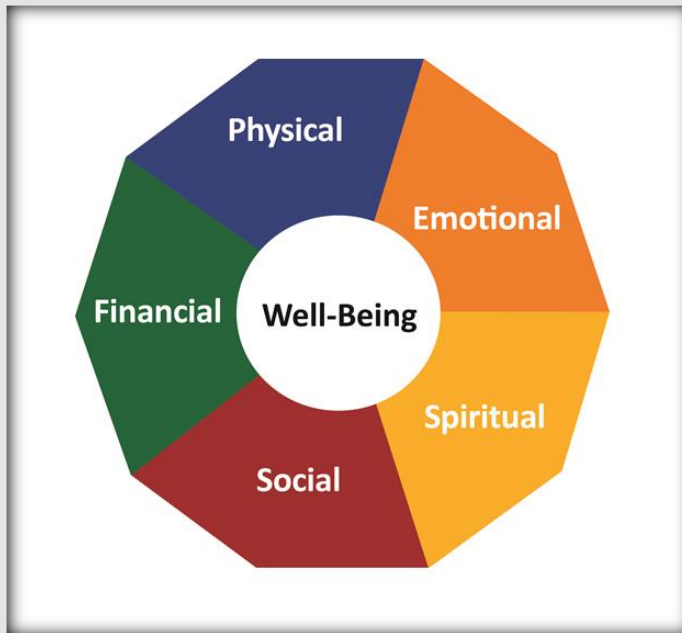 Physical
Emotional
Financial
Well-Being
Spiritual
Social